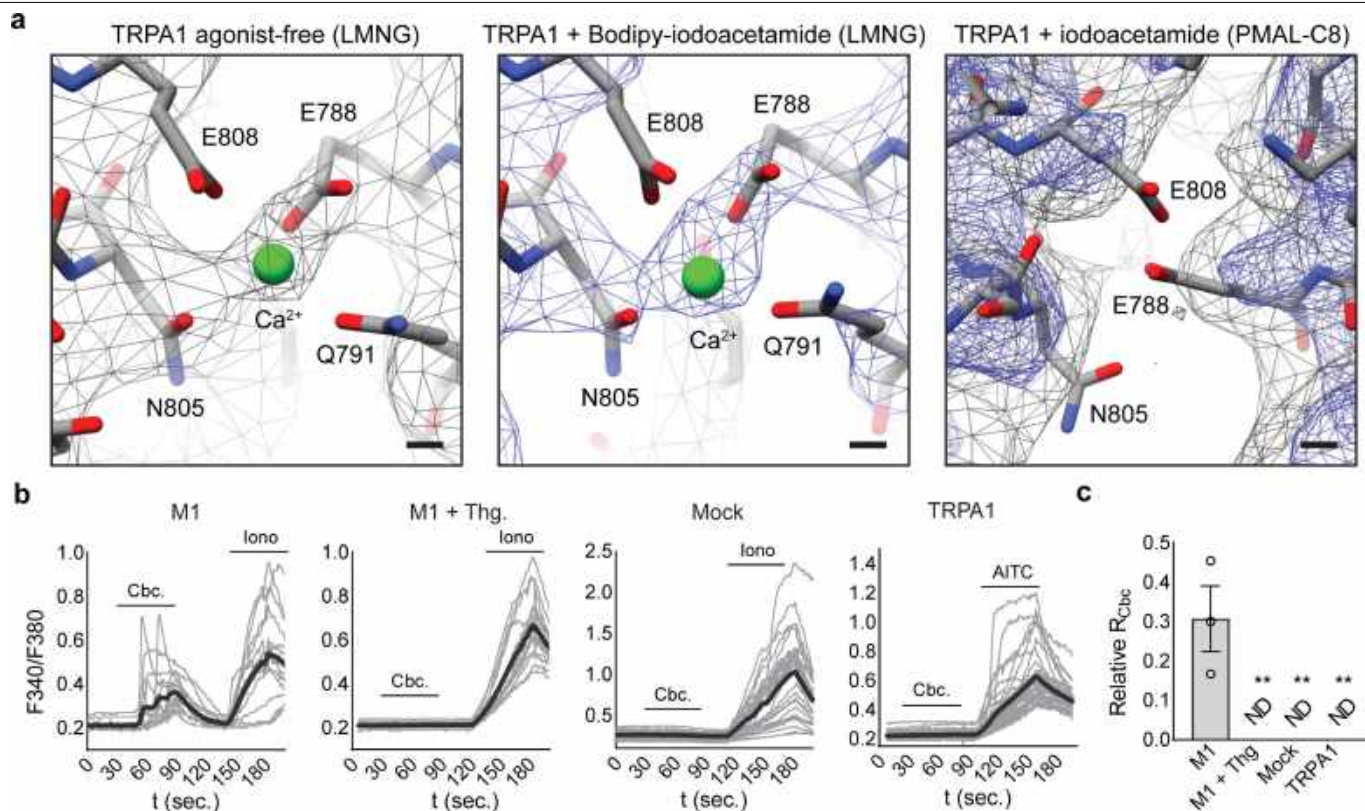 a
TRPA1 agonist-free (LMNG)
TRPA1 + Bodipy-iodoacetamide (LMNG)
TRPA1 + iodoacetamide (PMAL-C8)
E808
E788
Ca2+
Q791
N805
E808
E788
Ca2+
Q791
N805
E808
E788
N805
b
M1
M1 + Thg.
Mock
TRPA1
c
F340/F380
1.0
0.8
0.6
0.4
0.2
Cbc.
Iono
0 30 60 90 120 150 180
t (sec.)
1.0
0.8
0.6
0.4
0.2
Cbc.
Iono
0 30 60 90 120 150 180
t (sec.)
2.5
2.0
1.5
1.0
0.5
Cbc.
Iono
0 30 60 90 120 150 180
t (sec.)
1.4
1.2
1.0
0.8
0.6
0.4
0.2
Cbc.
AITC
0 30 60 90 120 150 180
t (sec.)
Relative RCbc
0.5
0.4
0.3
0.2
0.1
0.0
** ** **
ND ND ND
M1
M1 + Thg
Mock
TRPA1